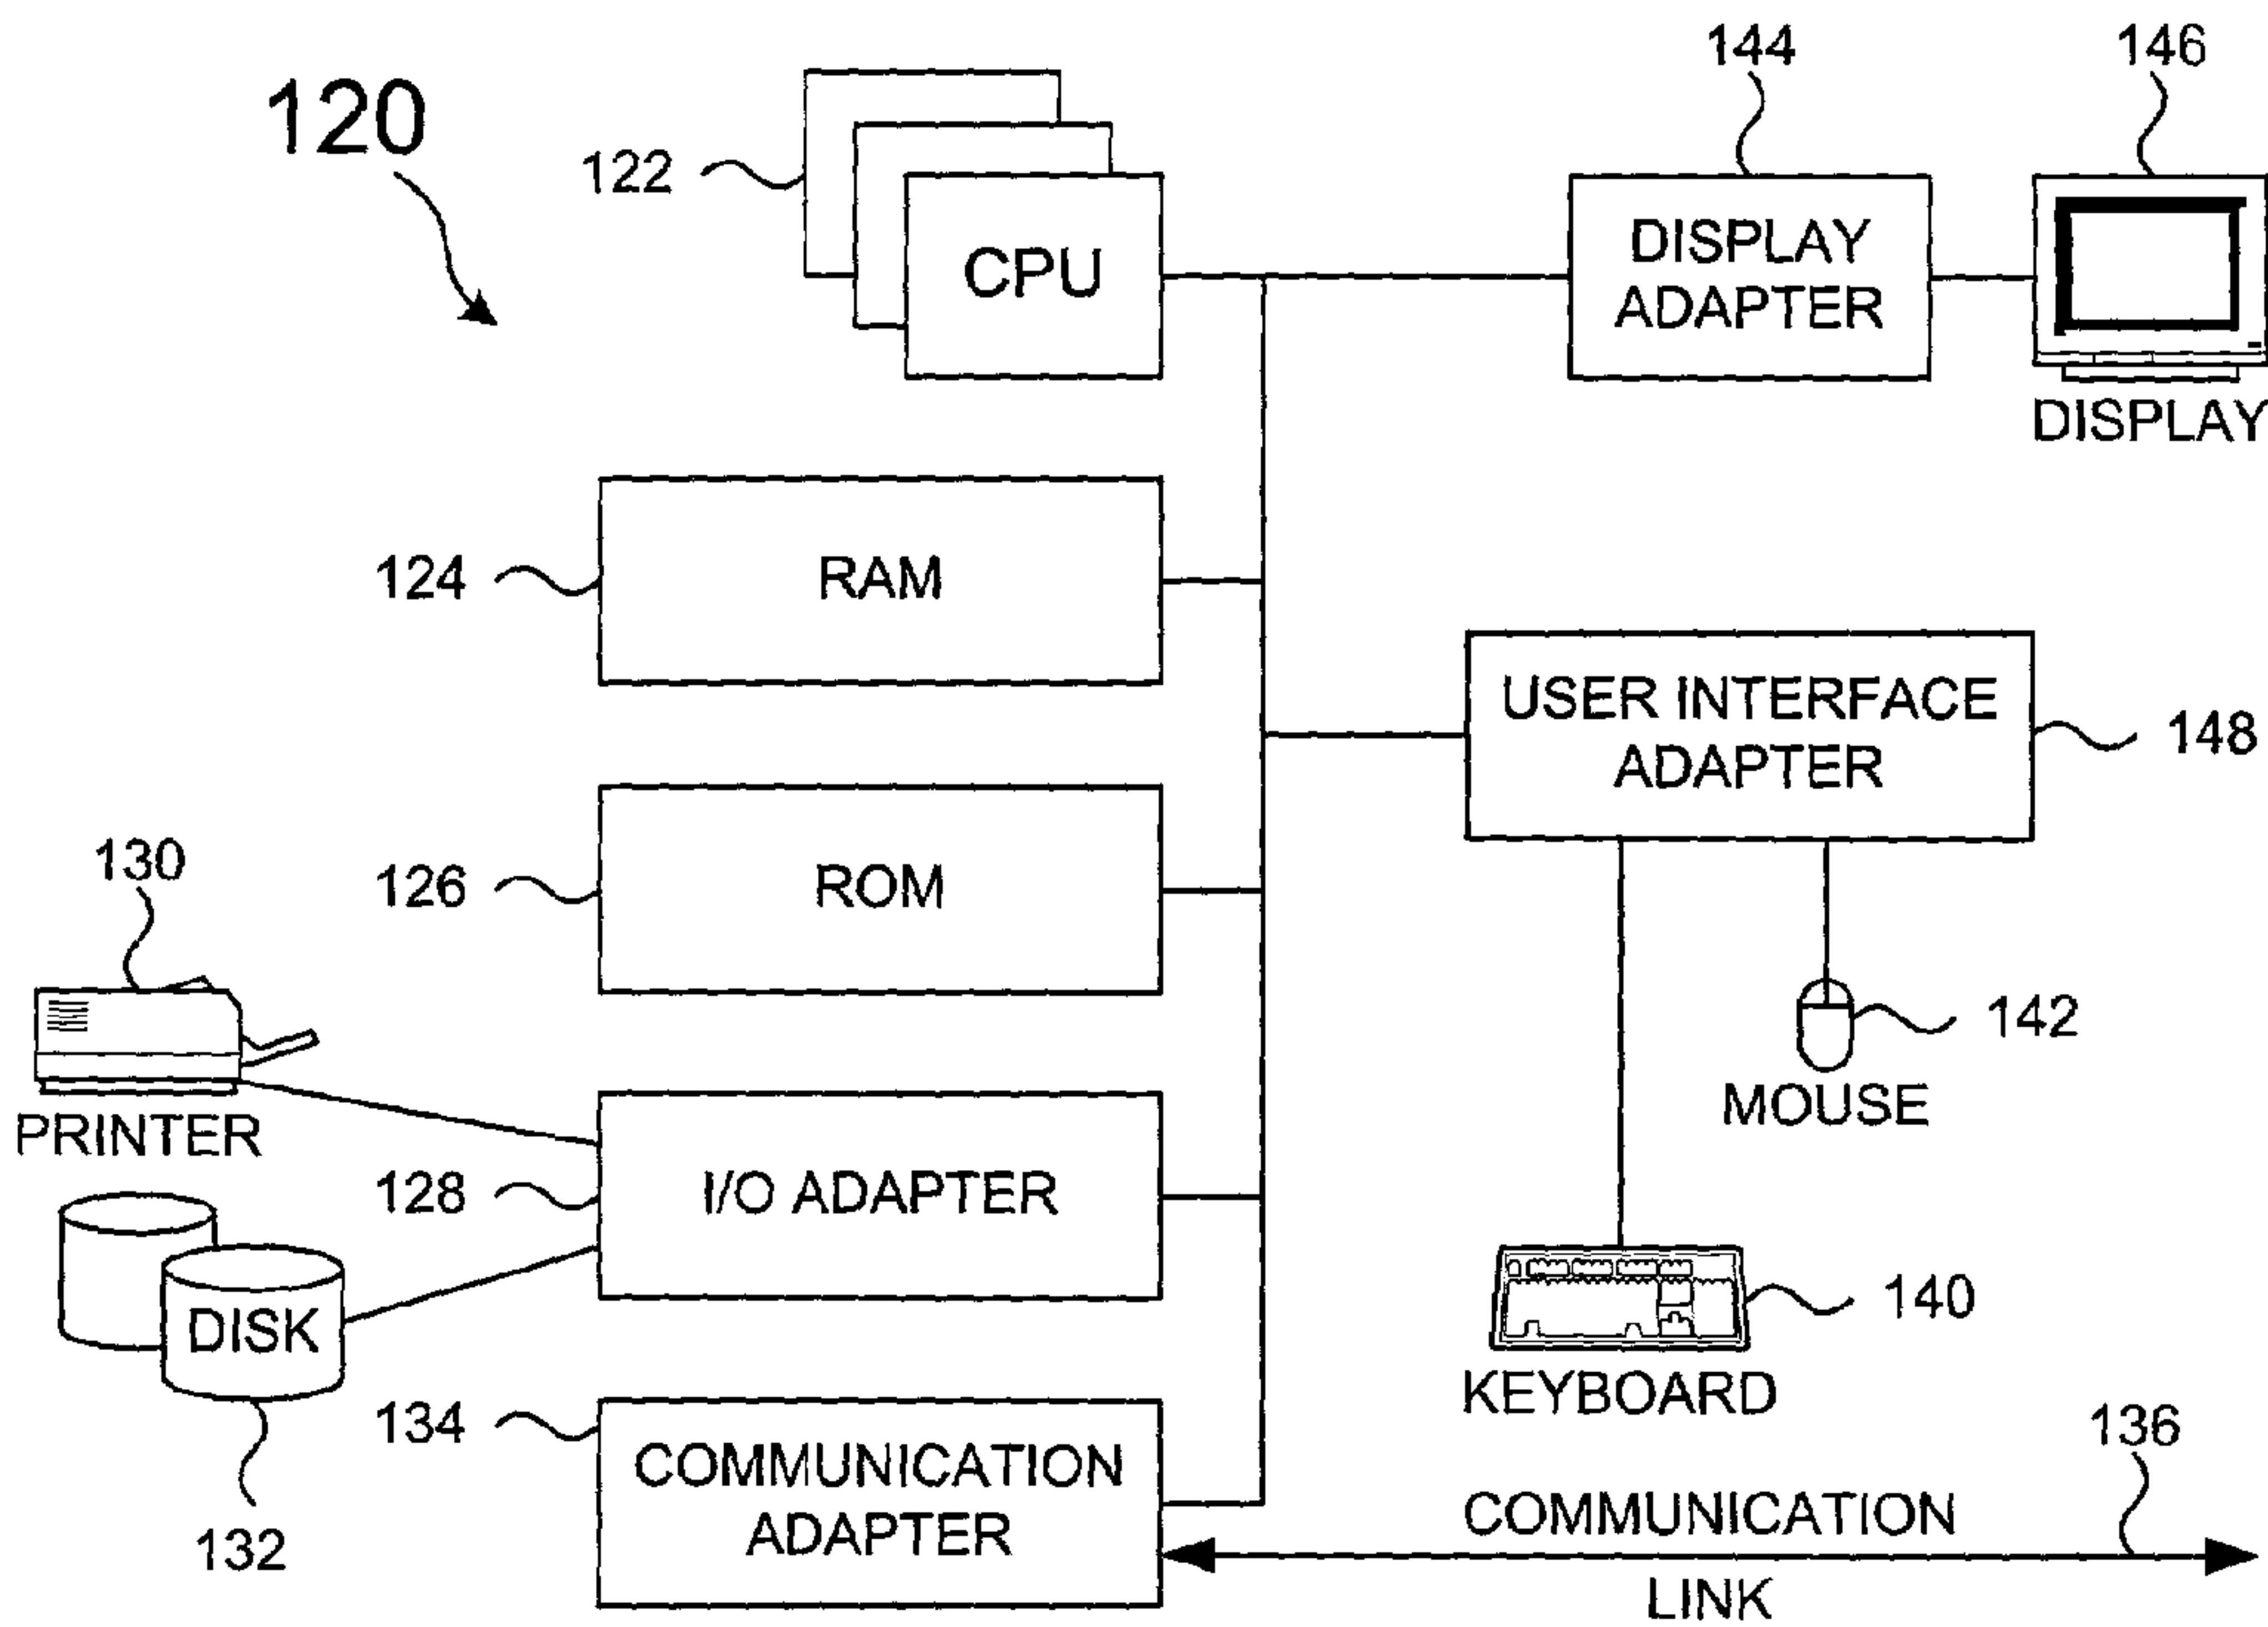 120
122
CPU
144
146
DISPLAY
ADAPTER
DISPLAY
124
RAM
USER INTERFACE
ADAPTER
148
130
126
ROM
PRINTER
142
MOUSE
128
I/O ADAPTER
DISK
132
140
KEYBOARD
134
COMMUNICATION
ADAPTER
136
COMMUNICATION
LINK